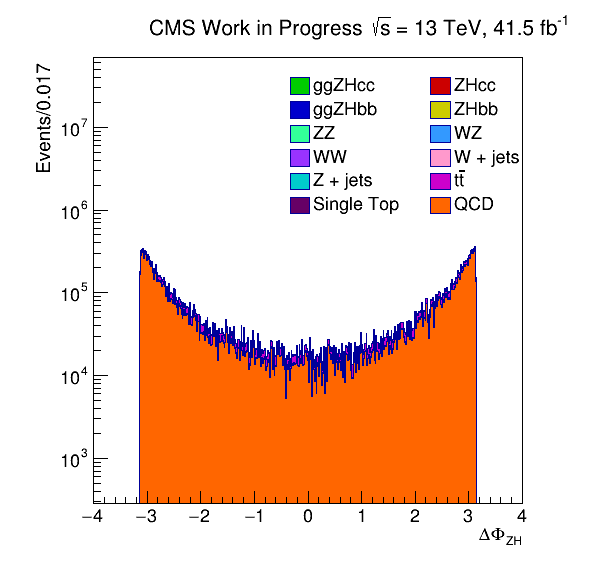 CMS Work in Progress √s = 13 TeV, 41.5 fb⁻¹
Events/0.017
ggZHcc ZHcc
ggZHbb ZHbb
ZZ WZ
WW W + jets
Z + jets tt̄
Single Top QCD
10⁷
10⁶
10⁵
10⁴
10³
−4 −3 −2 −1 0 1 2 3 4
ΔΦ_ZH